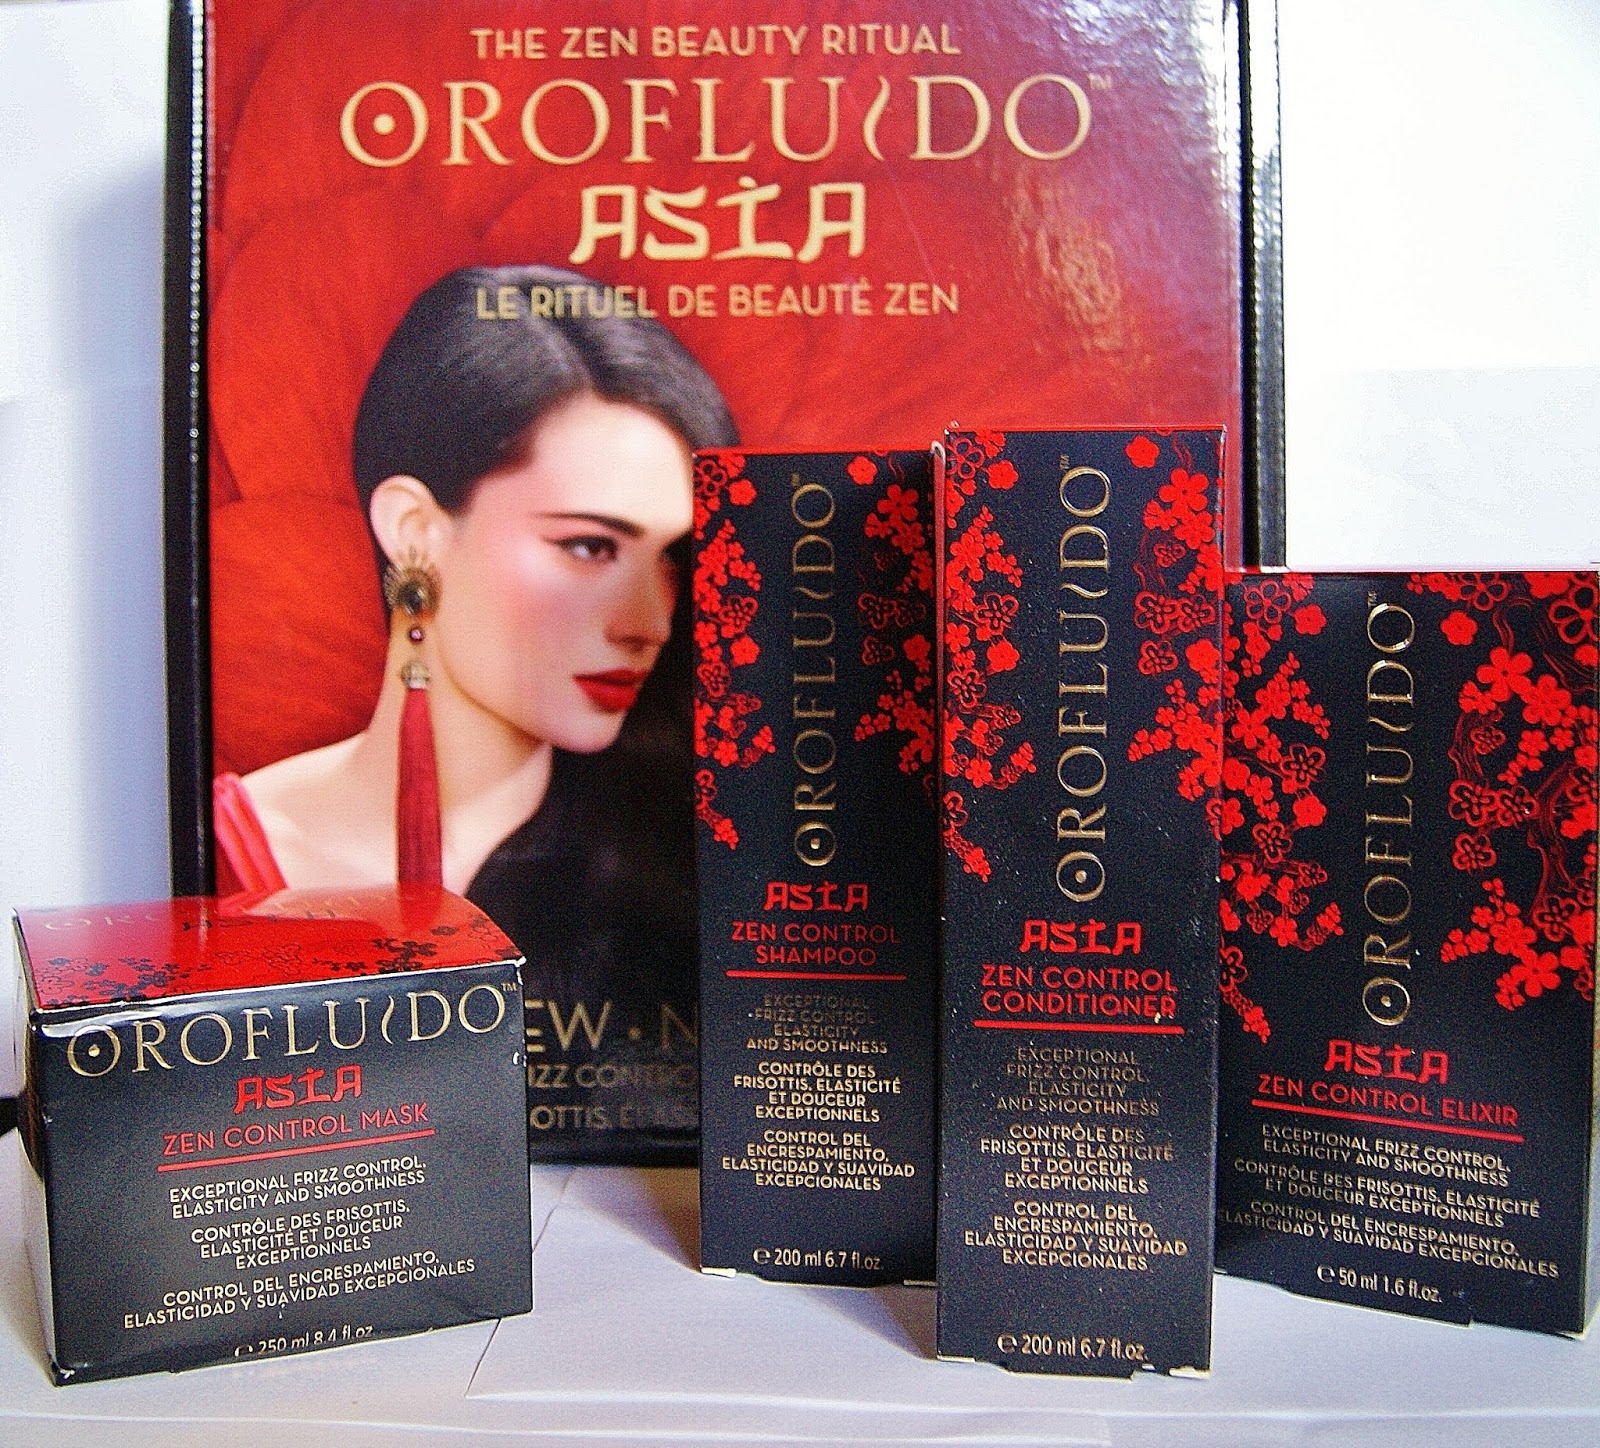 THE ZEN BEAUTY RITUAL
OROFLUIDO™
ASIA
LE RITUEL DE BEAUTÉ ZEN
OROFLUIDO™
ASIA
ZEN CONTROL MASK
EXCEPTIONAL FRIZZ CONTROL,
ELASTICITY AND SMOOTHNESS
CONTRÔLE DES FRISOTTIS,
ELASTICITÉ ET DOUCEUR
EXCEPTIONNELS
CONTROL DEL ENCRESPAMIENTO,
ELASTICIDAD Y SUAVIDAD EXCEPCIONALES
℮ 250 ml 8.4 fl.oz.
OROFLUIDO™
ASIA
ZEN CONTROL
SHAMPOO
EXCEPTIONAL
FRIZZ CONTROL,
ELASTICITY
AND SMOOTHNESS
CONTRÔLE DES
FRISOTTIS, ELASTICITÉ
ET DOUCEUR
EXCEPTIONNELS
CONTROL DEL
ENCRESPAMIENTO,
ELASTICIDAD Y SUAVIDAD
EXCEPCIONALES
℮ 200 ml 6.7 fl.oz.
OROFLUIDO™
ASIA
ZEN CONTROL
CONDITIONER
EXCEPTIONAL
FRIZZ CONTROL,
ELASTICITY
AND SMOOTHNESS
CONTRÔLE DES
FRISOTTIS, ELASTICITÉ
ET DOUCEUR
EXCEPTIONNELS
CONTROL DEL
ENCRESPAMIENTO,
ELASTICIDAD Y SUAVIDAD
EXCEPCIONALES
℮ 200 ml 6.7 fl.oz.
OROFLUIDO™
ASIA
ZEN CONTROL ELIXIR
EXCEPTIONAL FRIZZ CONTROL,
ELASTICITY AND SMOOTHNESS
CONTRÔLE DES FRISOTTIS, ELASTICITÉ
ET DOUCEUR EXCEPTIONNELS
CONTROL DEL ENCRESPAMIENTO,
ELASTICIDAD Y SUAVIDAD EXCEPCIONALES
℮ 50 ml 1.6 fl.oz.